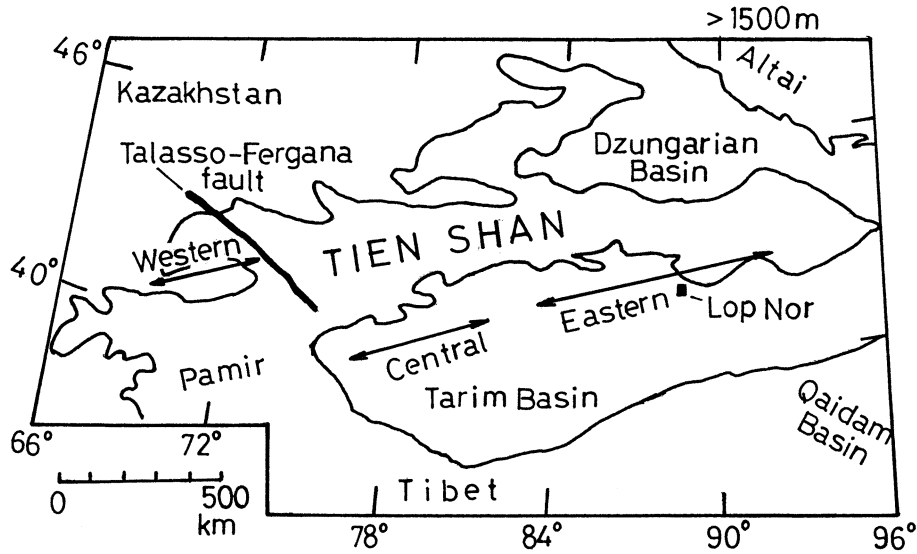 >1500m
46°
Altai
Kazakhstan
Talasso-Fergana
fault
Dzungarian
Basin
TIEN SHAN
Western
40°
Eastern
Lop Nor
Central
Pamir
Tarim Basin
Qaidam
Basin
66°
72°
0
500
km
Tibet
78°
84°
90°
96°